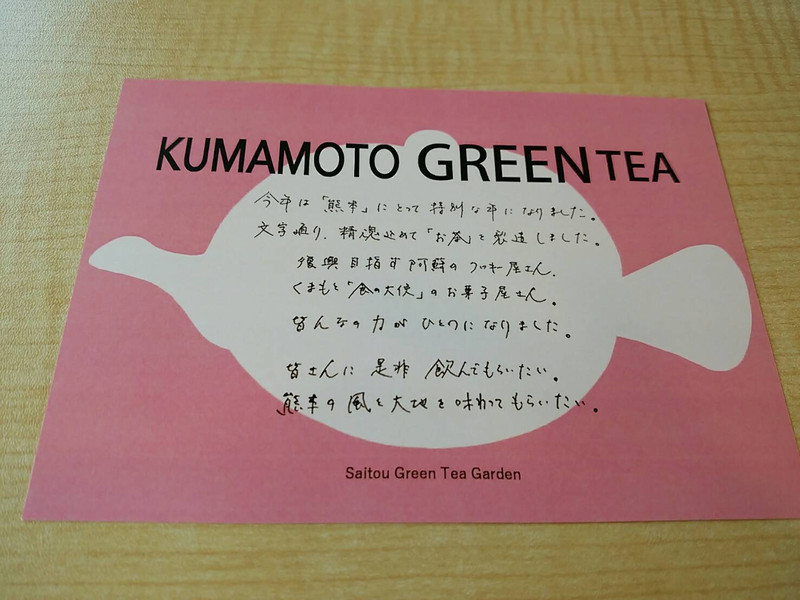 KUMAMOTO GREEN TEA
今年は「熊本」にとって特別な年になりました。
文字通り、精魂込めて「お茶」を製造しました。
復興目指す阿蘇のクッキー屋さん、
くまもと「食の大使」のお菓子屋さん。
皆んなの力がひとつになりました。
皆さんに是非飲んでもらいたい。
熊本の風と大地を味わってもらいたい。
Saitou Green Tea Garden